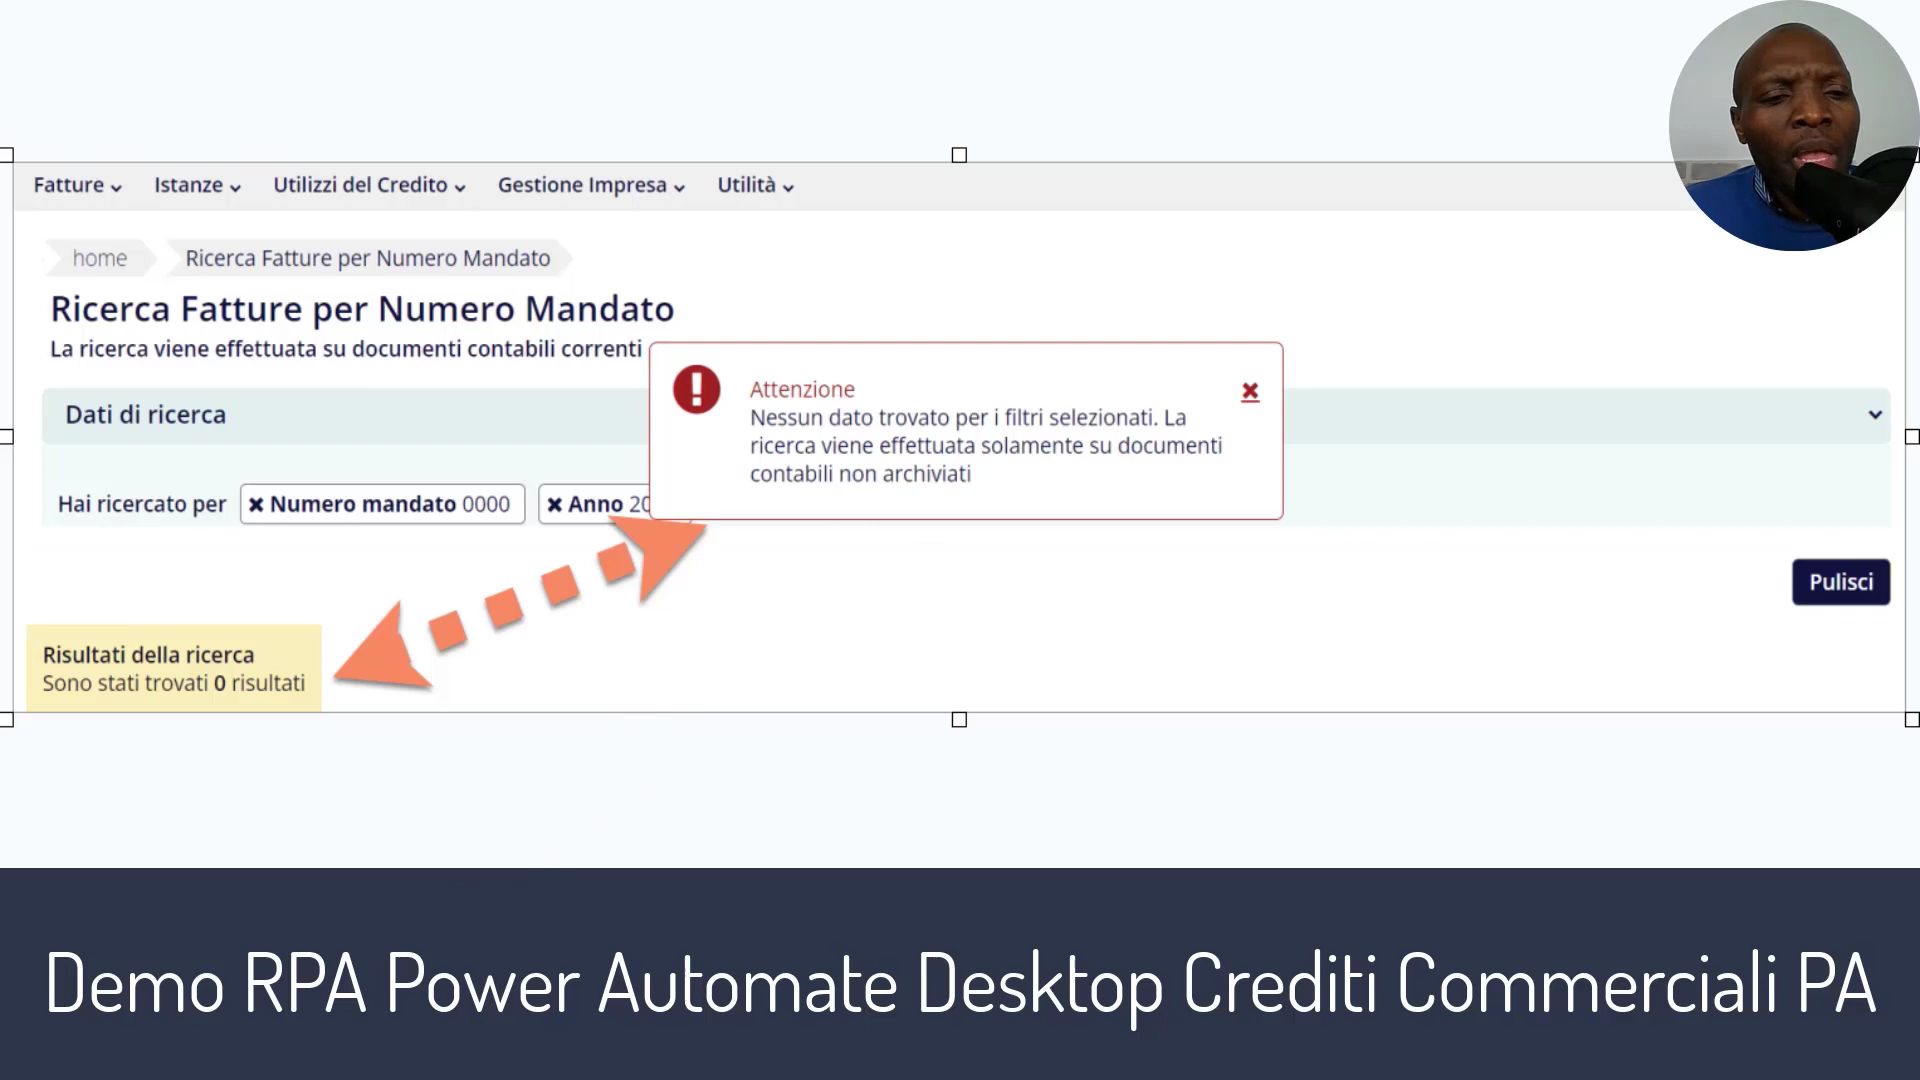 Fatture Istanze Utilizzi del Credito Gestione Impresa Utilità
home Ricerca Fatture per Numero Mandato
Ricerca Fatture per Numero Mandato
La ricerca viene effettuata su documenti contabili correnti
Attenzione
Nessun dato trovato per i filtri selezionati. La
ricerca viene effettuata solamente su documenti
contabili non archiviati
Dati di ricerca
Hai ricercato per Numero mandato 0000 Anno
Pulisci
Risultati della ricerca
Sono stati trovati 0 risultati
Demo RPA Power Automate Desktop Crediti Commerciali PA